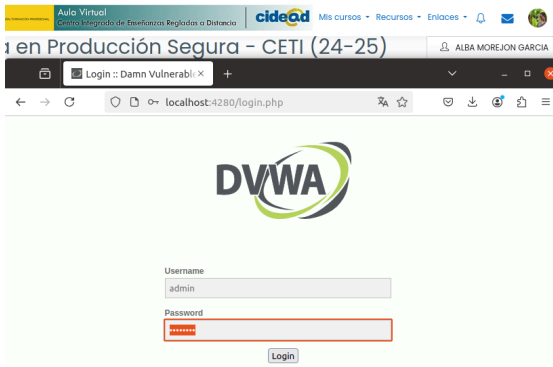 Aula Virtual
Centro Integrado de Enseñanzas Regladas a Distancia
cidead
Mis cursos
Recursos
Enlaces
en Producción Segura - CETI (24-25)
ALBA MOREJON GARCIA
Login :: Damn Vulnerable
localhost:4280/login.php
DVWA
Username
admin
Password
••••••••
Login